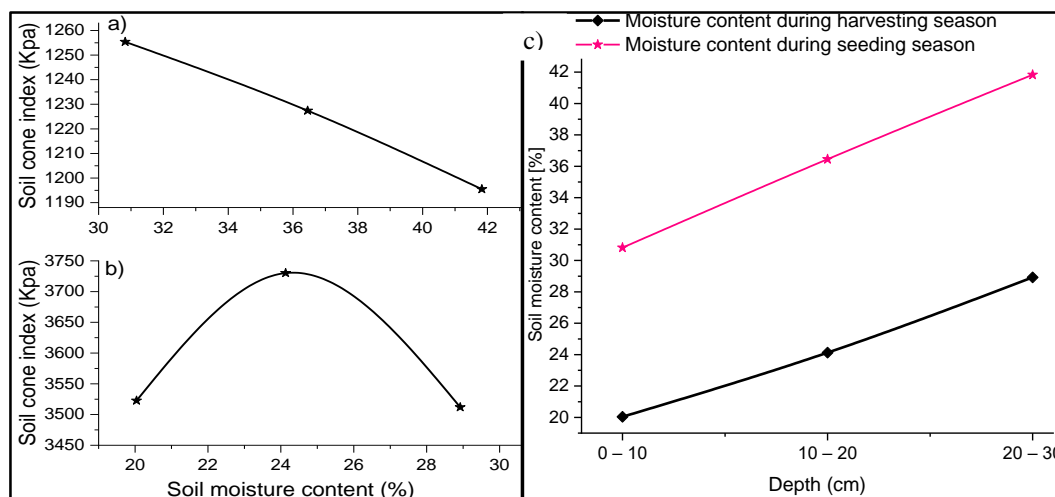 a)
Soil cone index (Kpa)
1260
1250
1240
1230
1220
1210
1200
1190
30 32 34 36 38 40 42
b)
Soil cone index (Kpa)
3750
3700
3650
3600
3550
3500
3450
20 22 24 26 28 30
Soil moisture content (%)
c)
Moisture content during harvesting season
Moisture content during seeding season
Soil moisture content [%]
42
40
38
36
34
32
30
28
26
24
22
20
0 – 10 10 – 20 20 – 30
Depth (cm)